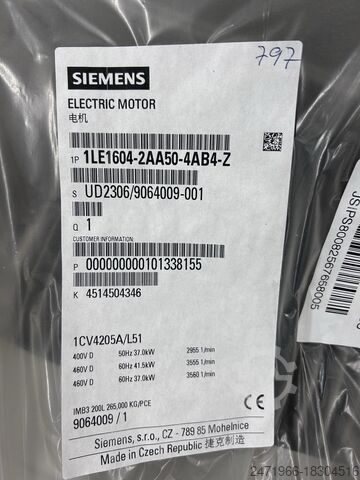 797
SIEMENS
ELECTRIC MOTOR
电机
1P 1LE1604-2AA50-4AB4-Z
S UD2306/9064009-001
Q 1
CUSTOMER INFORMATION:
P 000000000101338155
K 4514504346
1CV4205A/L51
400V D 50Hz 37.0kW 2955 1/min
460V D 60Hz 41.5kW 3555 1/min
460V D 60Hz 37.0kW 3560 1/min
IMB3 200L 265,000 KG/PCE
9064009 / 1
Siemens, s.r.o., CZ - 789 85 Mohelnice
Made in Czech Republic 捷克制造
JS/PS80082567658005
2471966-18304516